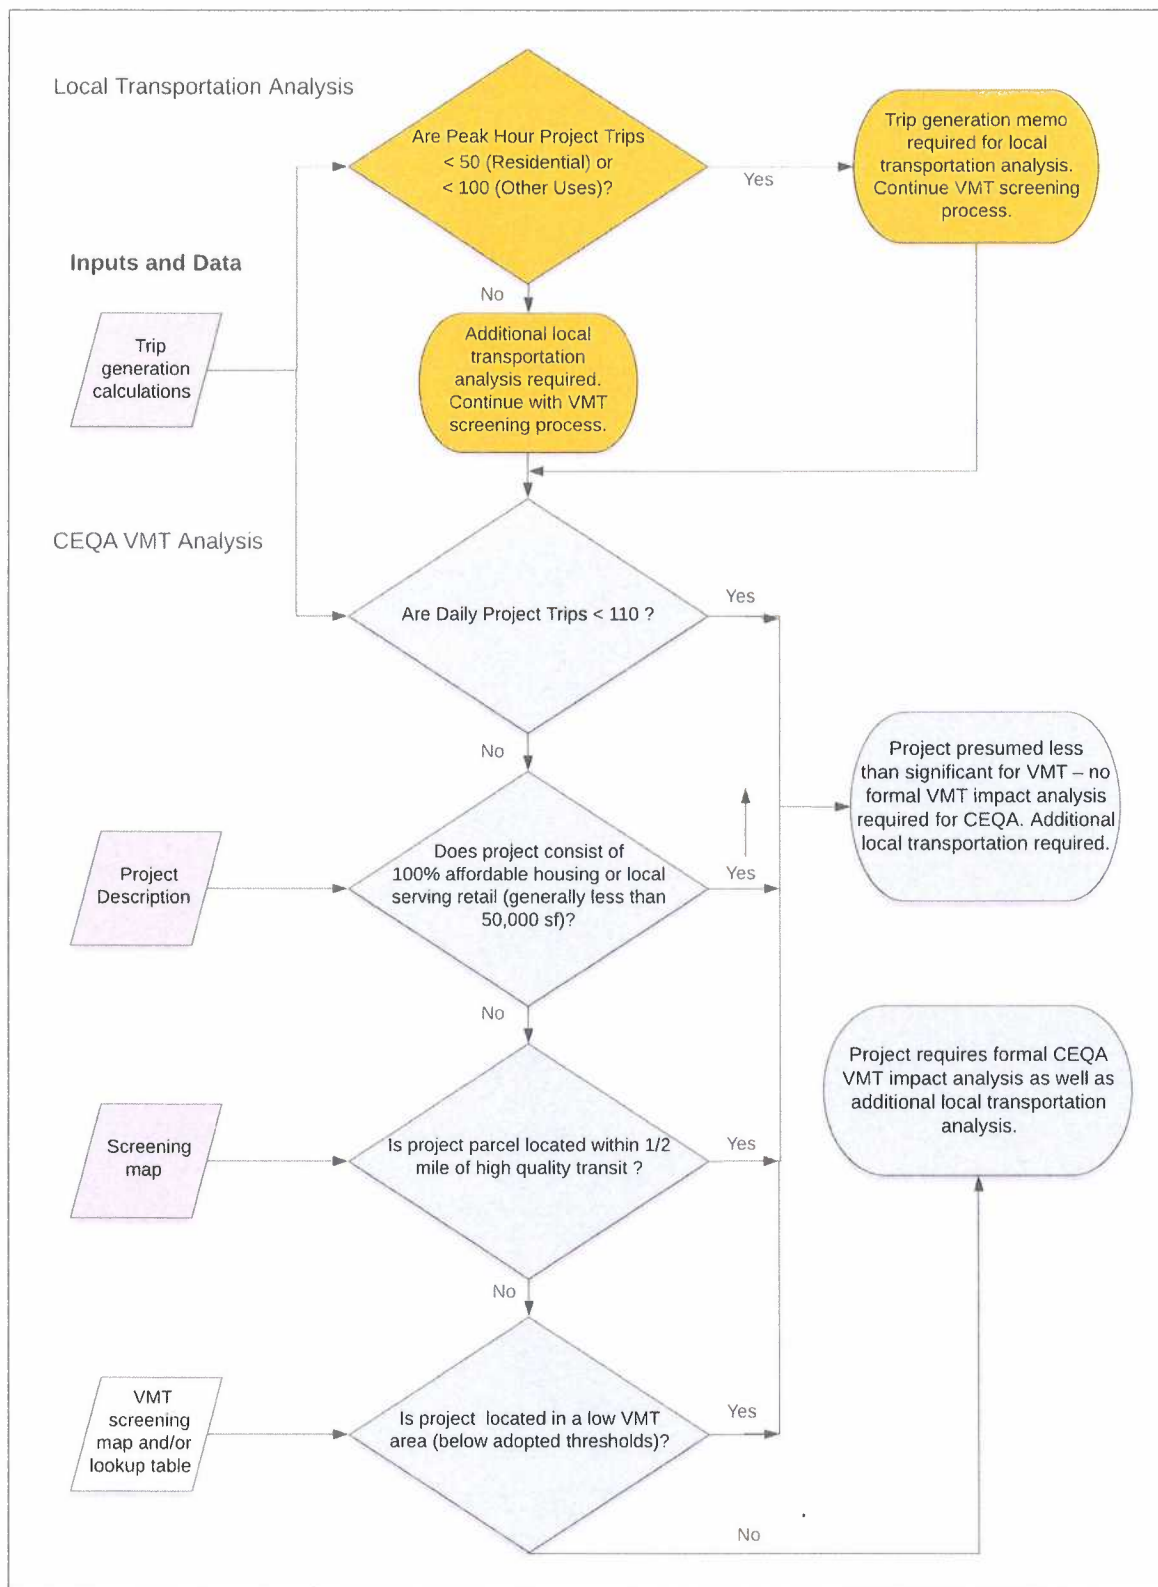 Local Transportation Analysis
Are Peak Hour Project Trips
< 50 (Residential) or
< 100 (Other Uses)?
Yes
Trip generation memo
required for local
transportation analysis.
Continue VMT screening
process.
Inputs and Data
No
Trip
generation
calculations
Additional local
transportation
analysis required.
Continue with VMT
screening process.
CEQA VMT Analysis
Are Daily Project Trips < 110 ?
Yes
No
Project presumed less
than significant for VMT – no
formal VMT impact analysis
required for CEQA. Additional
local transportation required.
Project
Description
Does project consist of
100% affordable housing or local
serving retail (generally less than
50,000 sf)?
Yes
No
Project requires formal CEQA
VMT impact analysis as well as
additional local transportation
analysis.
Screening
map
Is project parcel located within 1/2
mile of high quality transit ?
Yes
No
VMT
screening
map and/or
lookup table
Is project located in a low VMT
area (below adopted thresholds)?
Yes
No